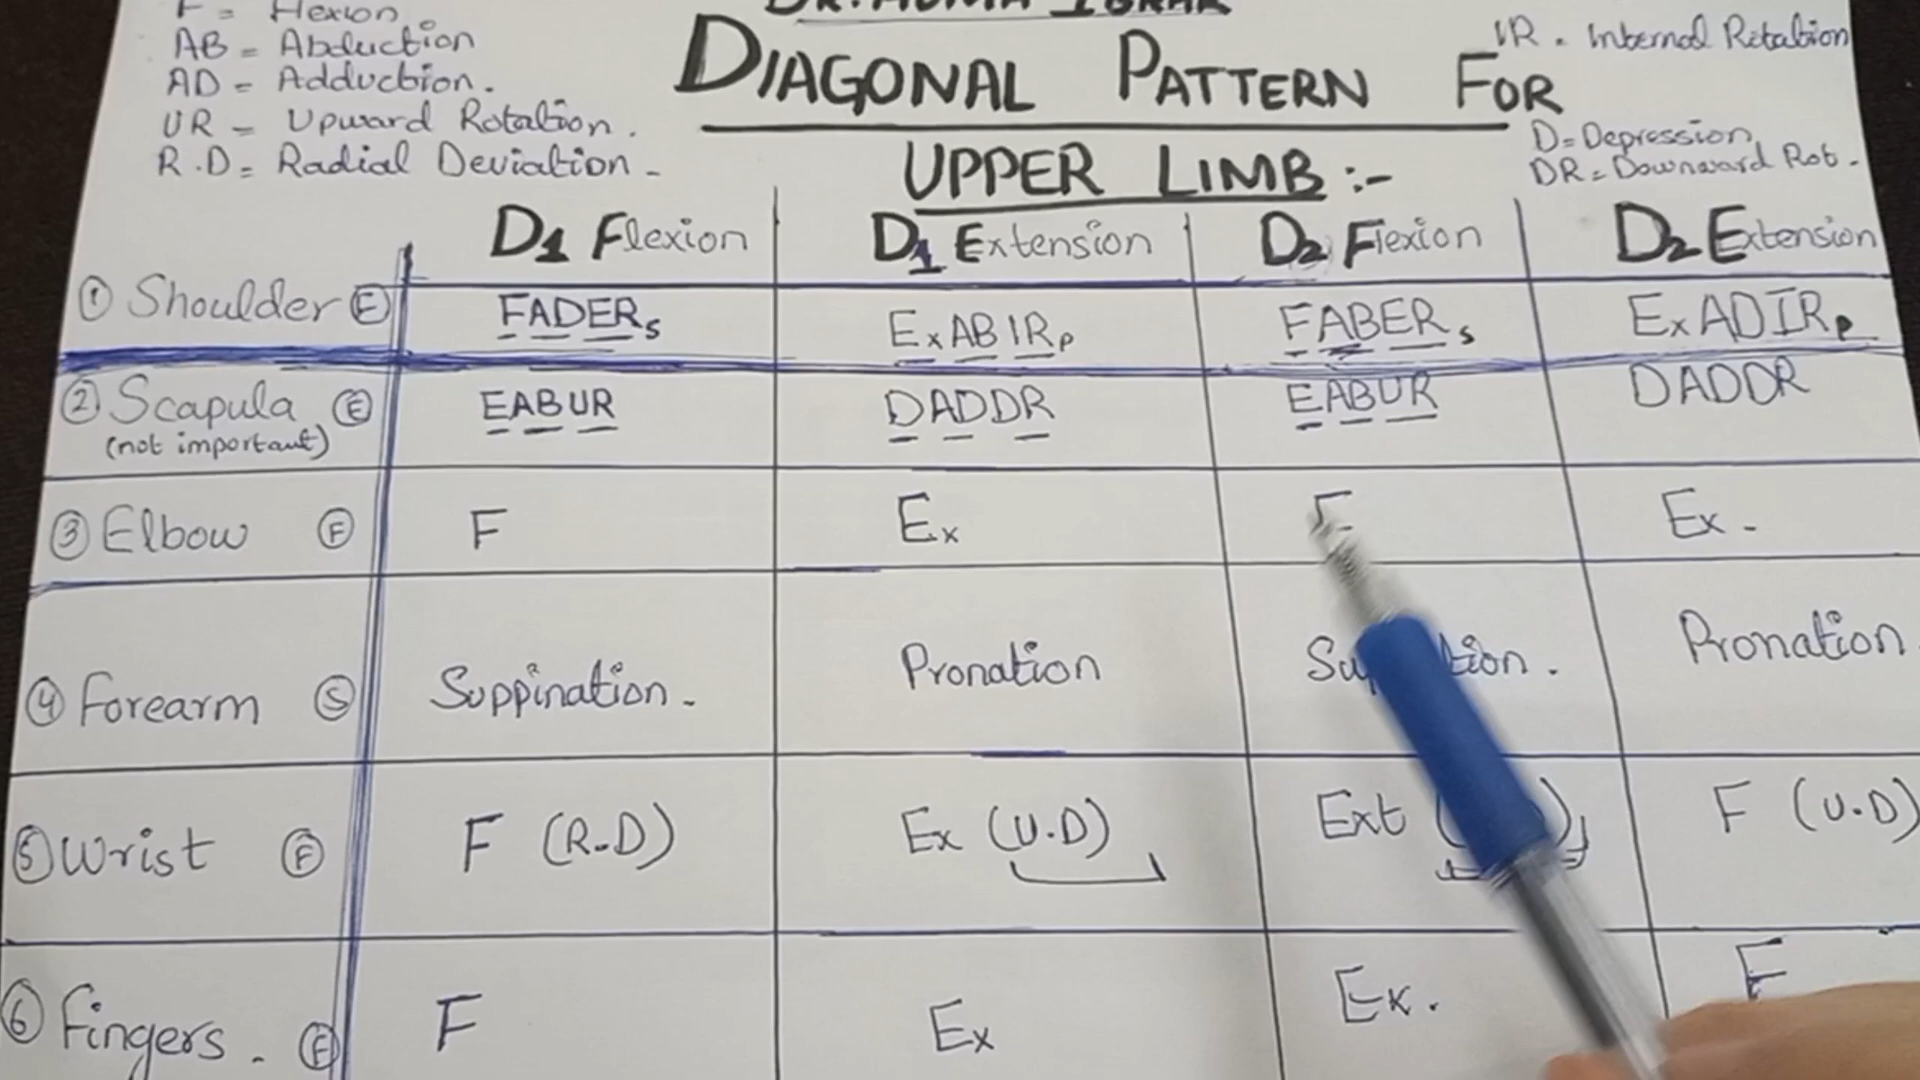 F = Flexion
AB = Abduction
AD = Adduction.
UR = Upward Rotation.
R.D = Radial Deviation -
DIAGONAL PATTERN FOR
UPPER LIMB :-
IR . Internal Rotation
D = Depression
DR = Downward Rot -
D1 Flexion D1 Extension D2 Flexion D2 Extension
① Shoulder Ⓔ FADERs ExABIRp FABERs ExADIRp
② Scapula Ⓔ EABUR DADDR EABUR DADDR
(not important)
③ Elbow Ⓕ F Ex F Ex .
④ Forearm Ⓢ Suppination . Pronation Pronation
⑤ Wrist Ⓕ F (R.D) Ex (U.D) Ext F (U.D)
⑥ Fingers . Ⓕ F Ex Ex . F